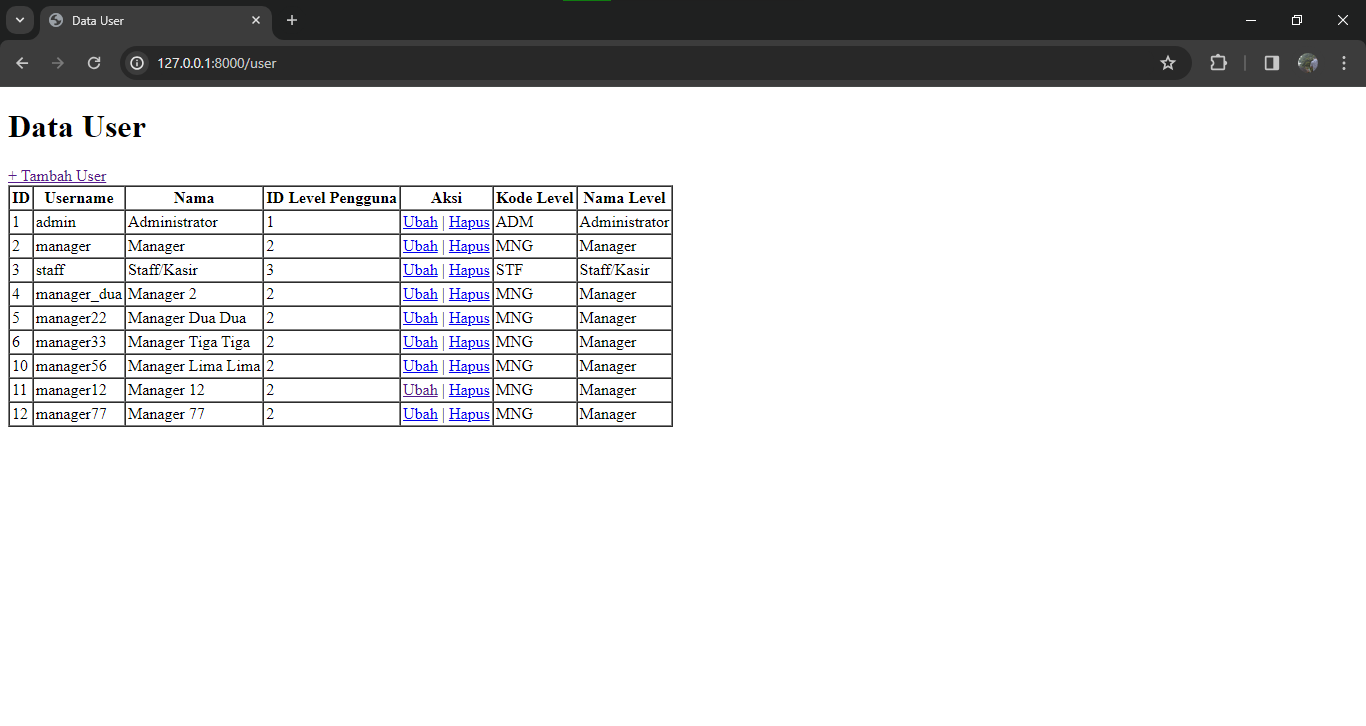 Data User
127.0.0.1:8000/user
Data User
+ Tambah User
ID Username Nama ID Level Pengguna Aksi Kode Level Nama Level
1 admin Administrator 1 Ubah | Hapus ADM Administrator
2 manager Manager 2 Ubah | Hapus MNG Manager
3 staff Staff/Kasir 3 Ubah | Hapus STF Staff/Kasir
4 manager_dua Manager 2 2 Ubah | Hapus MNG Manager
5 manager22 Manager Dua Dua 2 Ubah | Hapus MNG Manager
6 manager33 Manager Tiga Tiga 2 Ubah | Hapus MNG Manager
10 manager56 Manager Lima Lima 2 Ubah | Hapus MNG Manager
11 manager12 Manager 12 2 Ubah | Hapus MNG Manager
12 manager77 Manager 77 2 Ubah | Hapus MNG Manager